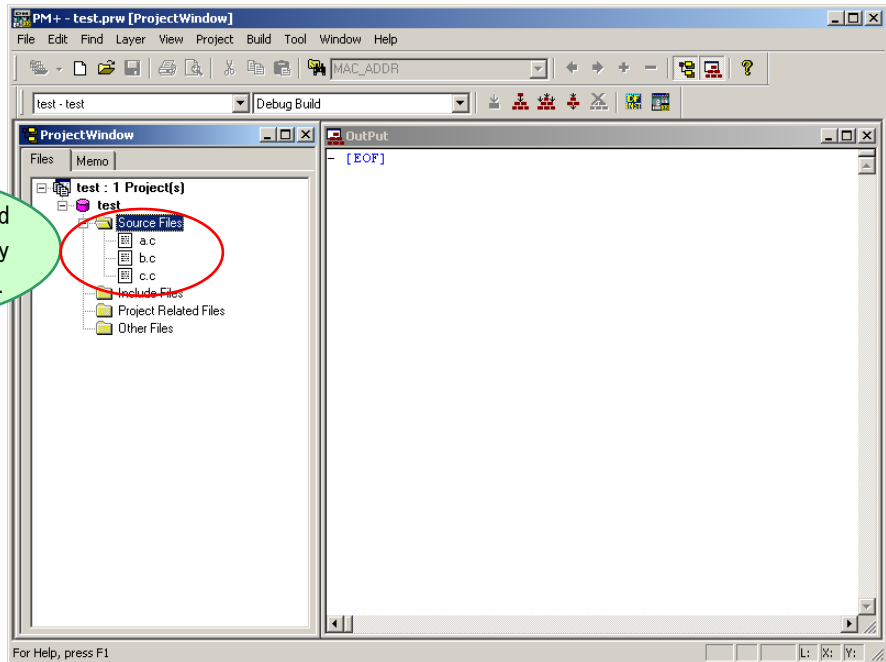 PM+ - test.prw [ProjectWindow]
File Edit Find Layer View Project Build Tool Window Help
MAC_ADDR
test - test Debug Build
ProjectWindow
OutPut
Files Memo
- [EOF]
test : 1 Project(s)
test
Source Files
a.c
b.c
c.c
Include Files
Project Related Files
Other Files
For Help, press F1
L: X: Y: